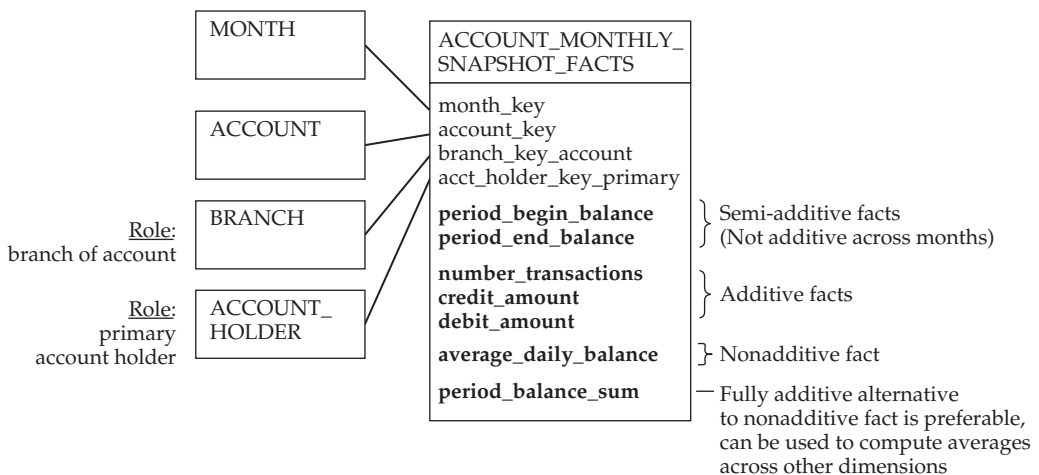 MONTH
ACCOUNT
Role:
branch of account
BRANCH
Role:
primary
account holder
ACCOUNT_
HOLDER
ACCOUNT_MONTHLY_
SNAPSHOT_FACTS
month_key
account_key
branch_key_account
acct_holder_key_primary
period_begin_balance
period_end_balance
number_transactions
credit_amount
debit_amount
average_daily_balance
period_balance_sum
Semi-additive facts
(Not additive across months)
Additive facts
Nonadditive fact
Fully additive alternative
to nonadditive fact is preferable,
can be used to compute averages
across other dimensions